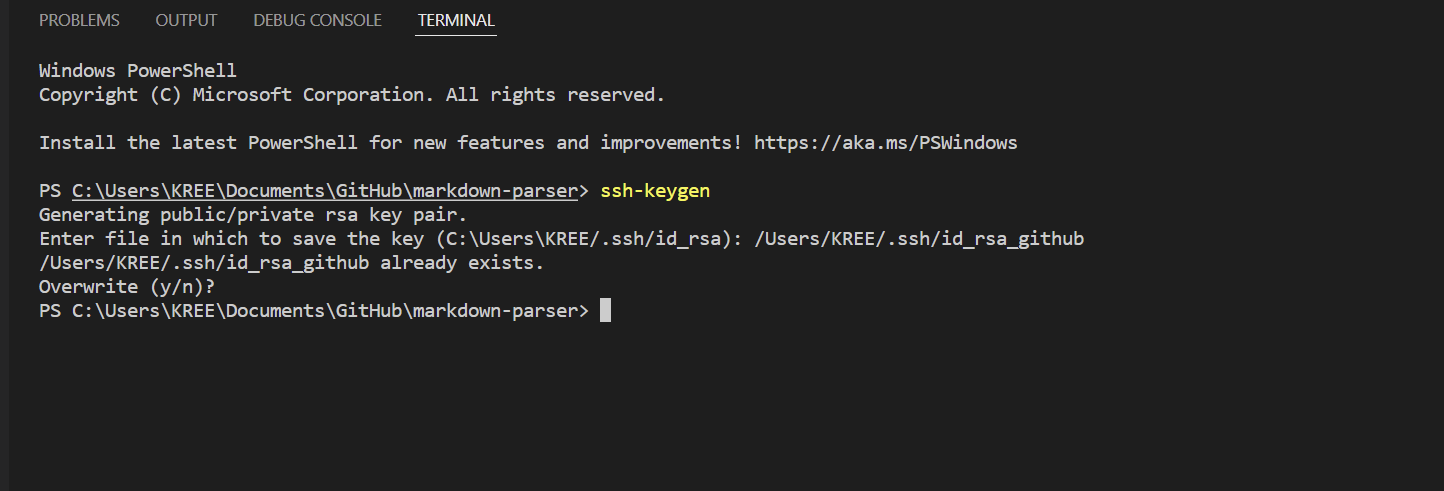 PROBLEMS OUTPUT DEBUG CONSOLE TERMINAL
Windows PowerShell
Copyright (C) Microsoft Corporation. All rights reserved.
Install the latest PowerShell for new features and improvements! https://aka.ms/PSWindows
PS C:\Users\KREE\Documents\GitHub\markdown-parser> ssh-keygen
Generating public/private rsa key pair.
Enter file in which to save the key (C:\Users\KREE/.ssh/id_rsa): /Users/KREE/.ssh/id_rsa_github
/Users/KREE/.ssh/id_rsa_github already exists.
Overwrite (y/n)?
PS C:\Users\KREE\Documents\GitHub\markdown-parser>